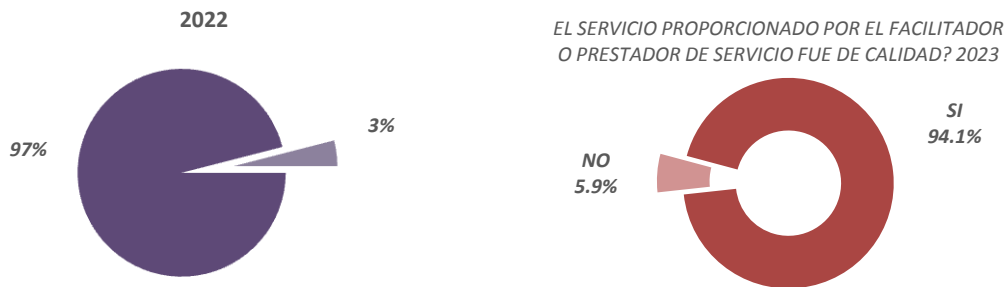 2022
97%
3%
EL SERVICIO PROPORCIONADO POR EL FACILITADOR
O PRESTADOR DE SERVICIO FUE DE CALIDAD? 2023
SI
94.1%
NO
5.9%